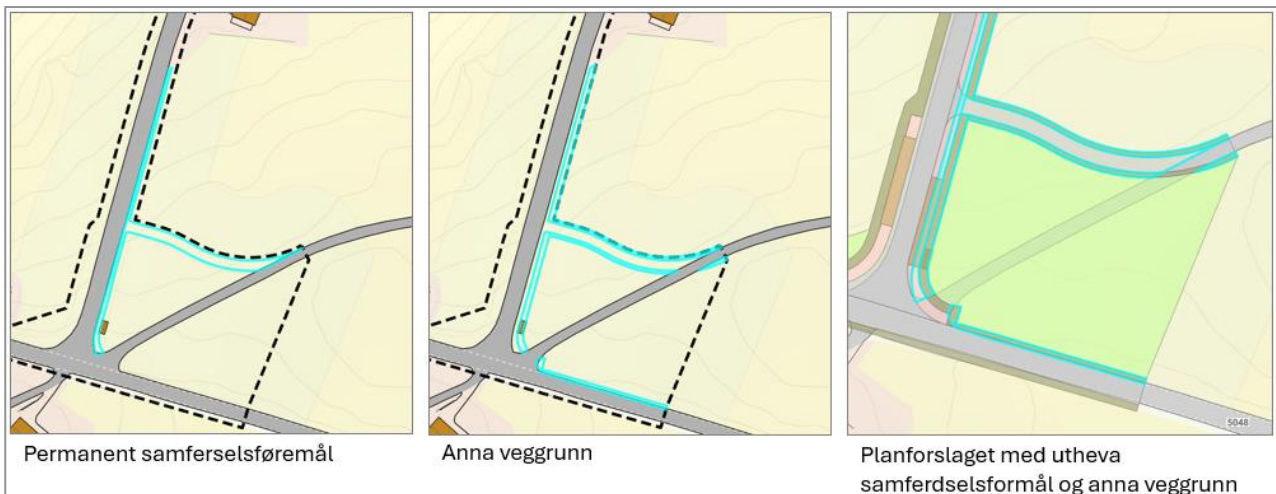 5048
Permanent samferselsføremål
Anna veggrunn
Planforslaget med utheva
samferdselsformål og anna veggrunn